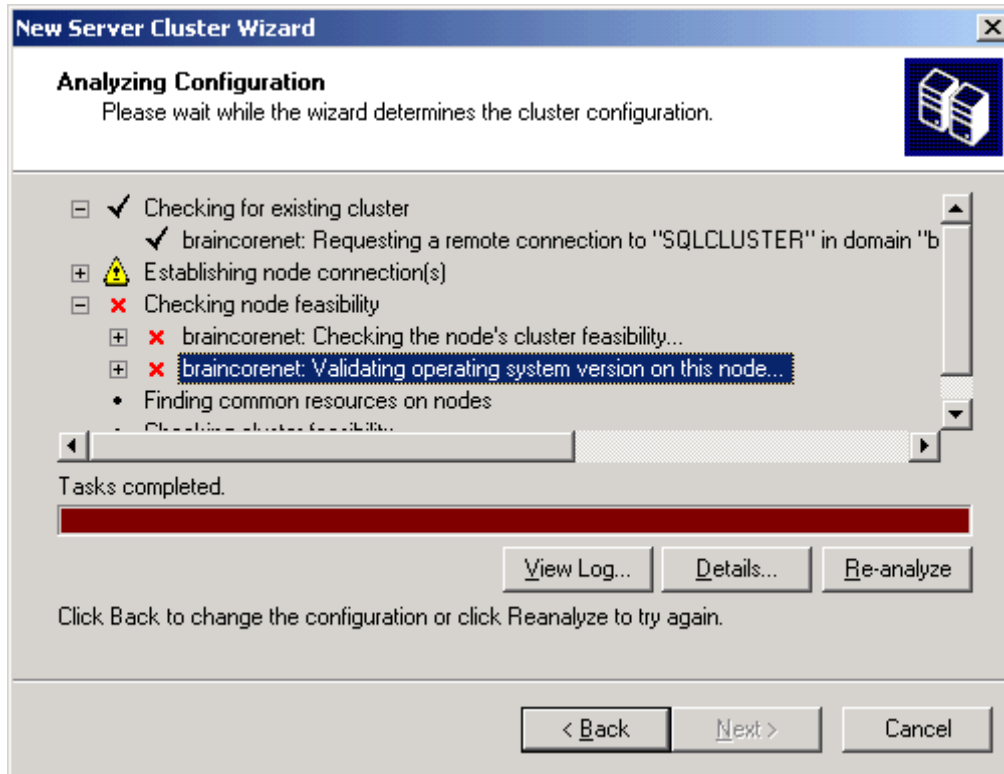 New Server Cluster Wizard
Analyzing Configuration
Please wait while the wizard determines the cluster configuration.
Checking for existing cluster
braincorenet: Requesting a remote connection to "SQLCLUSTER" in domain "b
Establishing node connection(s)
Checking node feasibility
braincorenet: Checking the node's cluster feasibility...
braincorenet: Validating operating system version on this node...
Finding common resources on nodes
Checking cluster feasibility
Tasks completed.
View Log... Details... Re-analyze
Click Back to change the configuration or click Reanalyze to try again.
< Back Next > Cancel